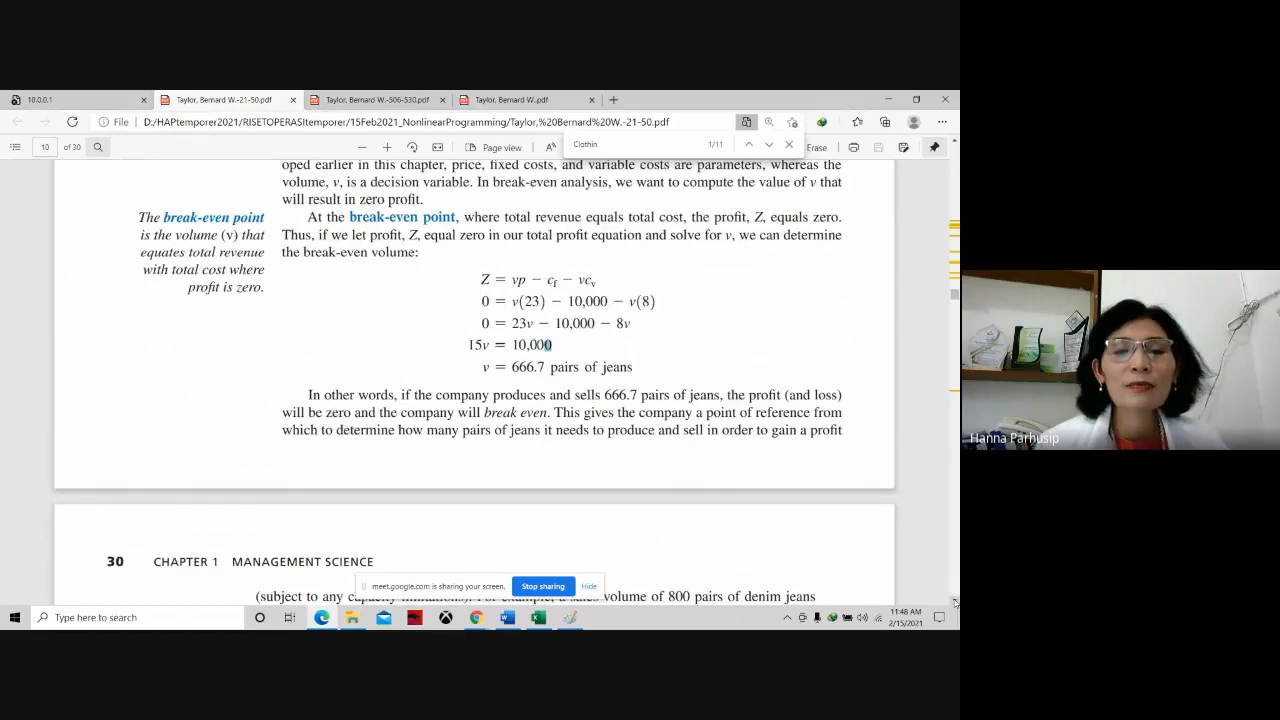 10.0.0.1
Taylor, Bernard W.-21-50.pdf
Taylor, Bernard W.-506-530.pdf
Taylor, Bernard W..pdf
File
D:/HAPtemporer2021/RISETOPERASItemporer/15Feb2021_NonlinearProgramming/Taylor,%20Bernard%20W.-21-50.pdf
10 of 30
Page view
Clothin
1/11
Erase
oped earlier in this chapter, price, fixed costs, and variable costs are parameters, whereas the
volume, v, is a decision variable. In break-even analysis, we want to compute the value of v that
will result in zero profit.
The break-even point
is the volume (v) that
equates total revenue
with total cost where
profit is zero.
At the break-even point, where total revenue equals total cost, the profit, Z, equals zero.
Thus, if we let profit, Z, equal zero in our total profit equation and solve for v, we can determine
the break-even volume:
Z = vp − cf − vcv
0 = v(23) − 10,000 − v(8)
0 = 23v − 10,000 − 8v
15v = 10,000
v = 666.7 pairs of jeans
In other words, if the company produces and sells 666.7 pairs of jeans, the profit (and loss)
will be zero and the company will break even. This gives the company a point of reference from
which to determine how many pairs of jeans it needs to produce and sell in order to gain a profit
30 CHAPTER 1 MANAGEMENT SCIENCE
(subject to any capacity limitations). For example, a sales volume of 800 pairs of denim jeans
meet.google.com is sharing your screen.
Stop sharing
Hide
Type here to search
11:48 AM
2/15/2021
Hanna Parhusip